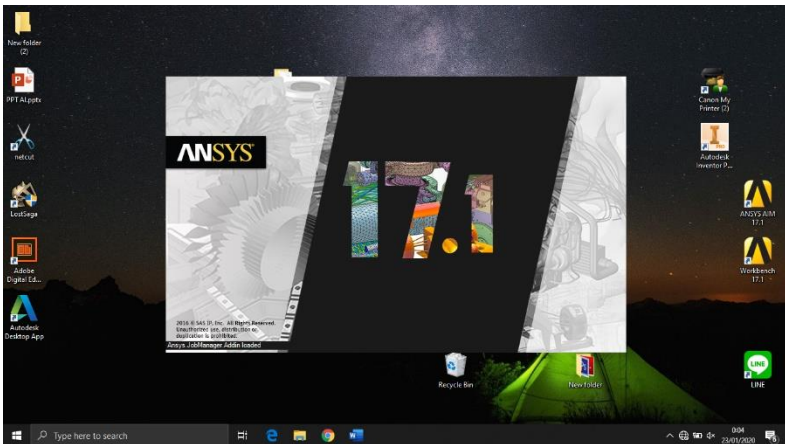 New folder
(2)
PPT AI.pptx
netcut
LostSaga
Adobe
Digital Ed...
Autodesk
Desktop App
ANSYS
17.1
2016 © SAS IP, Inc. All Rights Reserved.
Unauthorized use, distribution or
duplication is prohibited.
Ansys JobManager Addin loaded
Canon My
Printer (2)
Autodesk
Inventor P...
ANSYS AIM
17.1
Workbench
17.1
Recycle Bin
New folder
LINE
LINE
Type here to search
0:04
23/01/2020